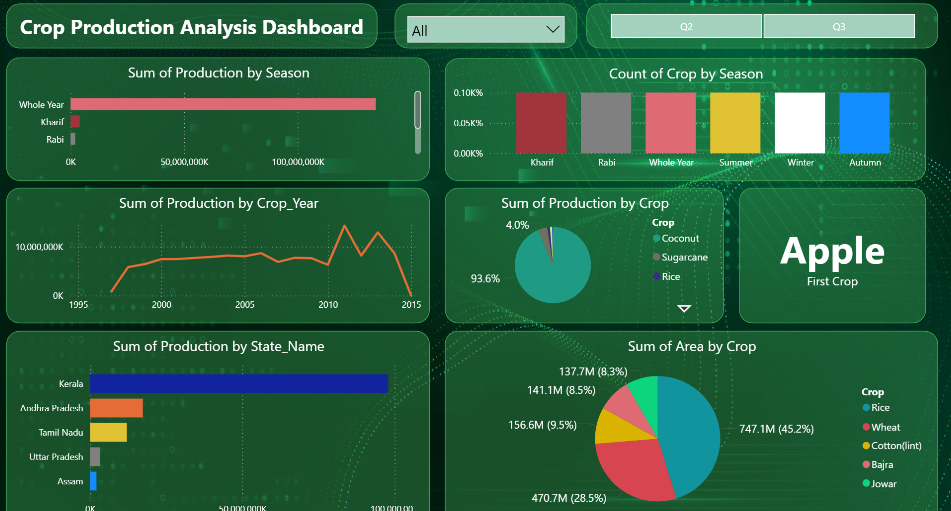 Crop Production Analysis Dashboard
All
Q2
Q3
Sum of Production by Season
Whole Year
Kharif
Rabi
0K
50,000,000K
100,000,000K
Count of Crop by Season
0.10K%
0.05K%
0.00K%
Kharif
Rabi
Whole Year
Summer
Winter
Autumn
Sum of Production by Crop_Year
10,000,000K
0K
1995
2000
2005
2010
2015
Sum of Production by Crop
4.0%
93.6%
Crop
Coconut
Sugarcane
Rice
Apple
First Crop
Sum of Production by State_Name
Kerala
Andhra Pradesh
Tamil Nadu
Uttar Pradesh
Assam
0K
50,000,000K
100,000,00
Sum of Area by Crop
137.7M (8.3%)
141.1M (8.5%)
156.6M (9.5%)
747.1M (45.2%)
470.7M (28.5%)
Crop
Rice
Wheat
Cotton(lint)
Bajra
Jowar